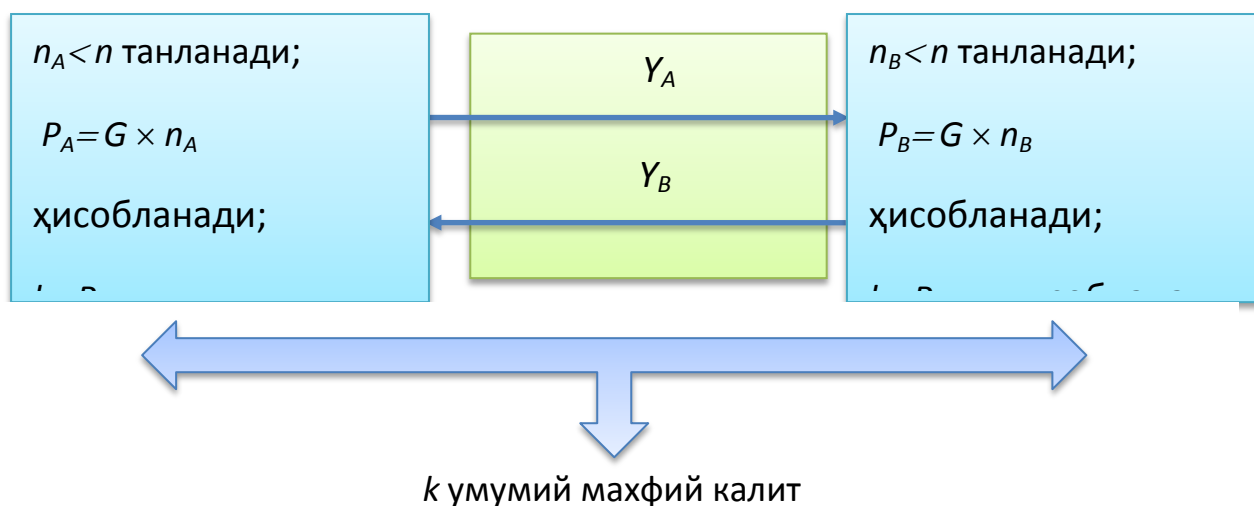 n_A<n танланади;
P_A=G × n_A
ҳисобланади;
Y_A
Y_B
n_B<n танланади;
P_B=G × n_B
ҳисобланади;
k умумий махфий калит